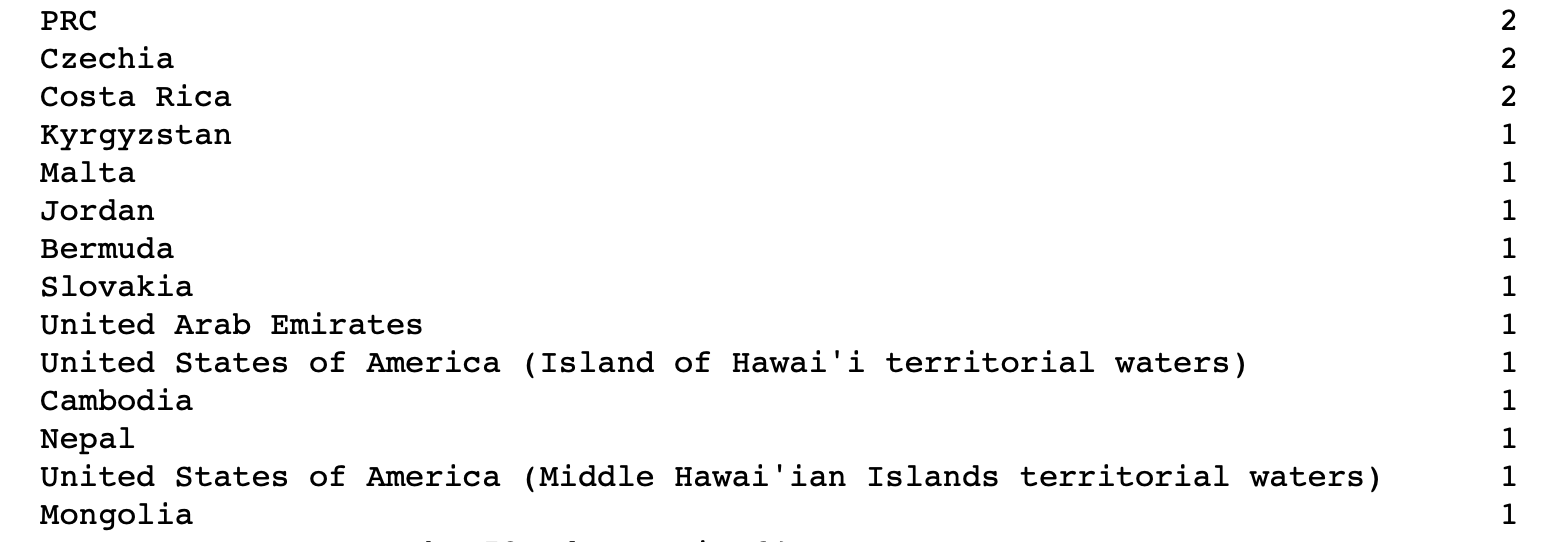 PRC 2
Czechia 2
Costa Rica 2
Kyrgyzstan 1
Malta 1
Jordan 1
Bermuda 1
Slovakia 1
United Arab Emirates 1
United States of America (Island of Hawai'i territorial waters) 1
Cambodia 1
Nepal 1
United States of America (Middle Hawai'ian Islands territorial waters) 1
Mongolia 1